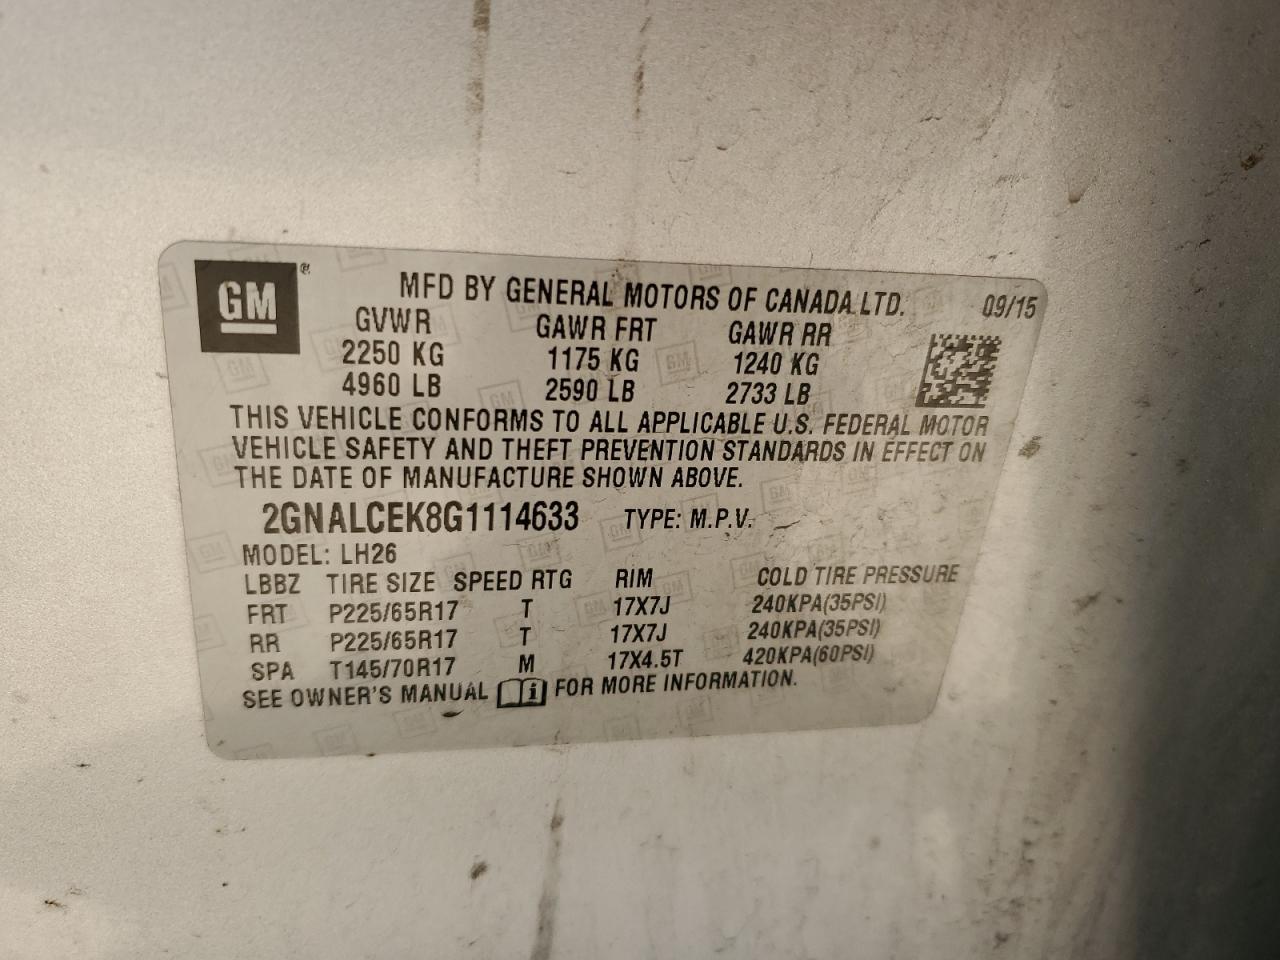 GM ®
MFD BY GENERAL MOTORS OF CANADA LTD. 09/15
GVWR GAWR FRT GAWR RR
2250 KG 1175 KG 1240 KG
4960 LB 2590 LB 2733 LB
THIS VEHICLE CONFORMS TO ALL APPLICABLE U.S. FEDERAL MOTOR
VEHICLE SAFETY AND THEFT PREVENTION STANDARDS IN EFFECT ON
THE DATE OF MANUFACTURE SHOWN ABOVE.
2GNALCEK8G1114633 TYPE: M.P.V.
MODEL: LH26
LBBZ TIRE SIZE SPEED RTG RIM COLD TIRE PRESSURE
FRT P225/65R17 T 17X7J 240KPA(35PSI)
RR P225/65R17 T 17X7J 240KPA(35PSI)
SPA T145/70R17 M 17X4.5T 420KPA(60PSI)
SEE OWNER'S MANUAL i FOR MORE INFORMATION.